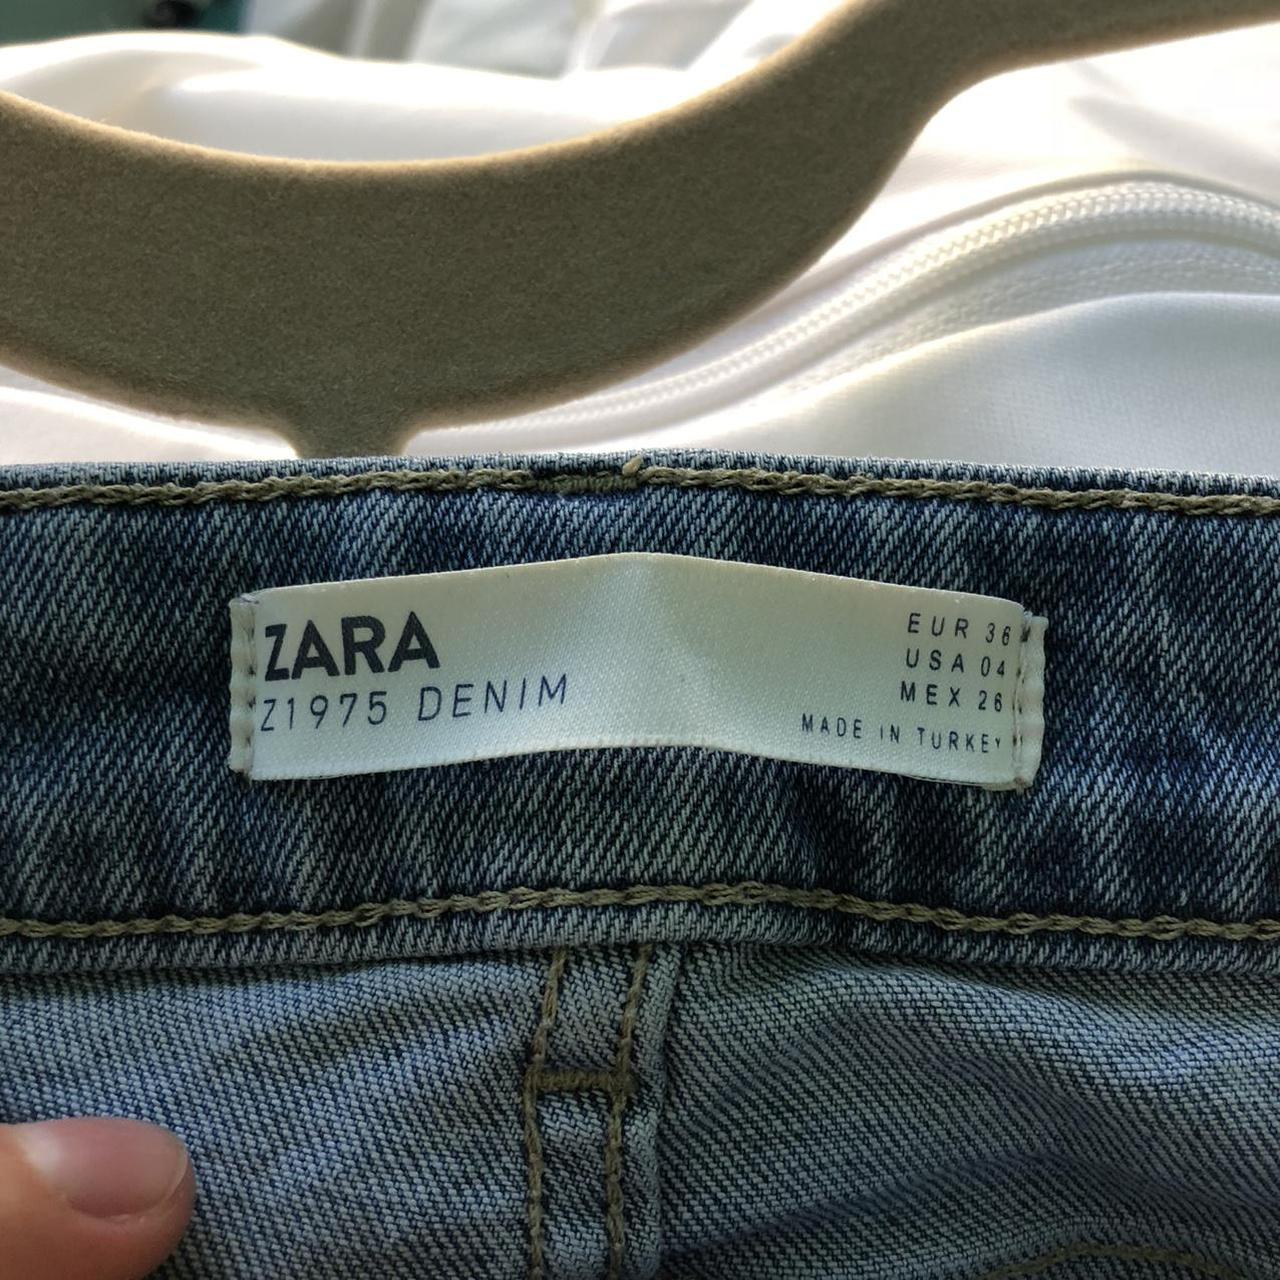 ZARA
Z1975 DENIM
EUR 36
USA 04
MEX 26
MADE IN TURKEY